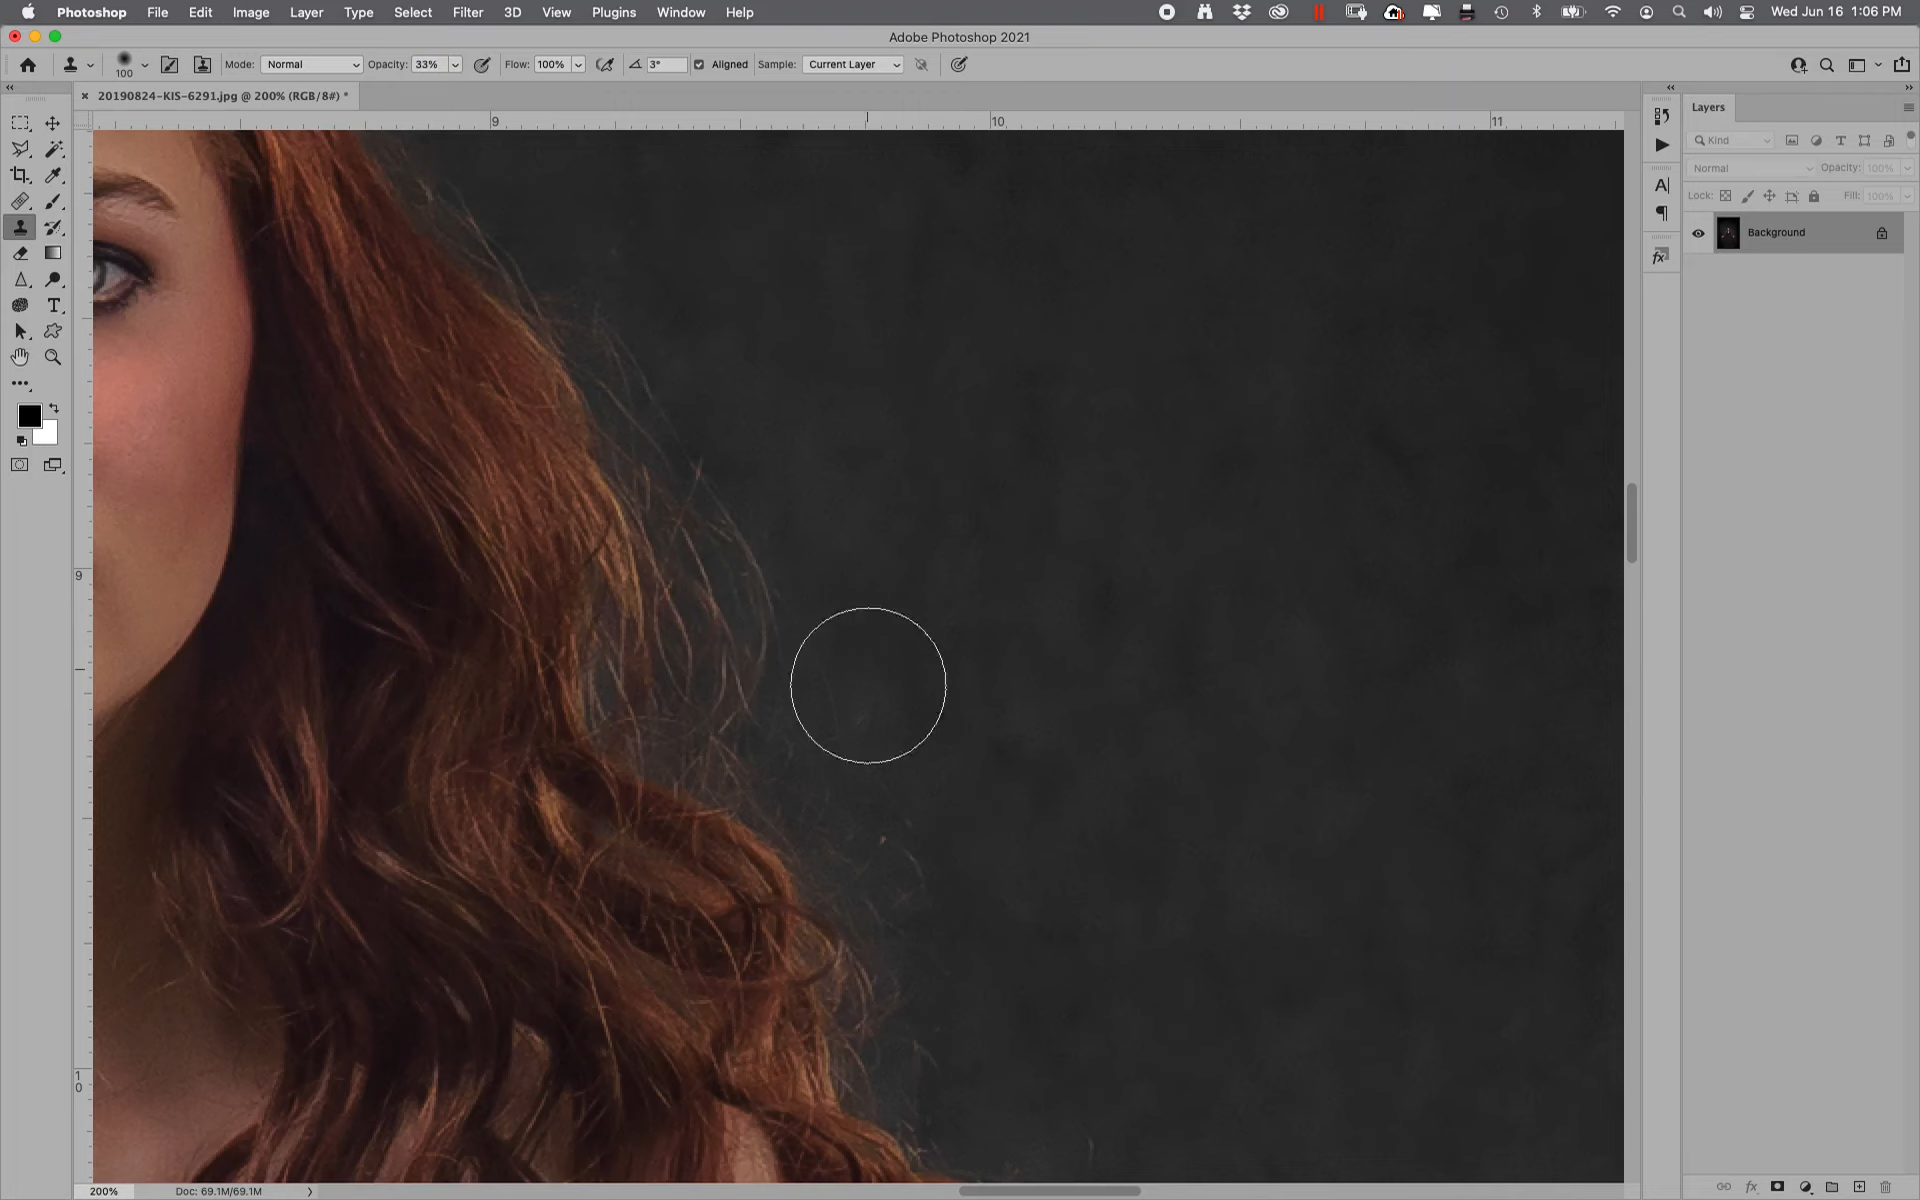 Photoshop File Edit Image Layer Type Select Filter 3D View Plugins Window Help Wed Jun 16 1:06 PM
Adobe Photoshop 2021
100 Mode: Normal Opacity: 33% Flow: 100% 3° Aligned Sample: Current Layer
20190824-KIS-6291.jpg @ 200% (RGB/8#) *
Layers
9 10 11
Kind
Normal Opacity: 100%
Lock: Fill: 100%
Background
9
10
200% Doc: 69.1M/69.1M